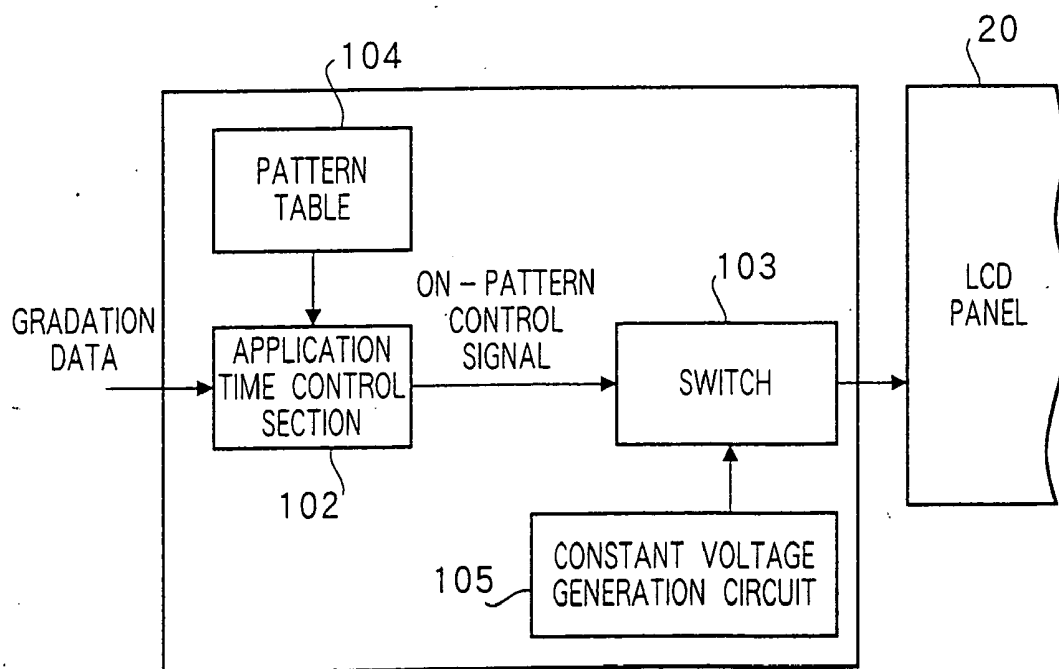 104
20
PATTERN
TABLE
103
ON-PATTERN
CONTROL
SIGNAL
LCD
PANEL
GRADATION
DATA
APPLICATION
TIME CONTROL
SECTION
SWITCH
102
105
CONSTANT VOLTAGE
GENERATION CIRCUIT